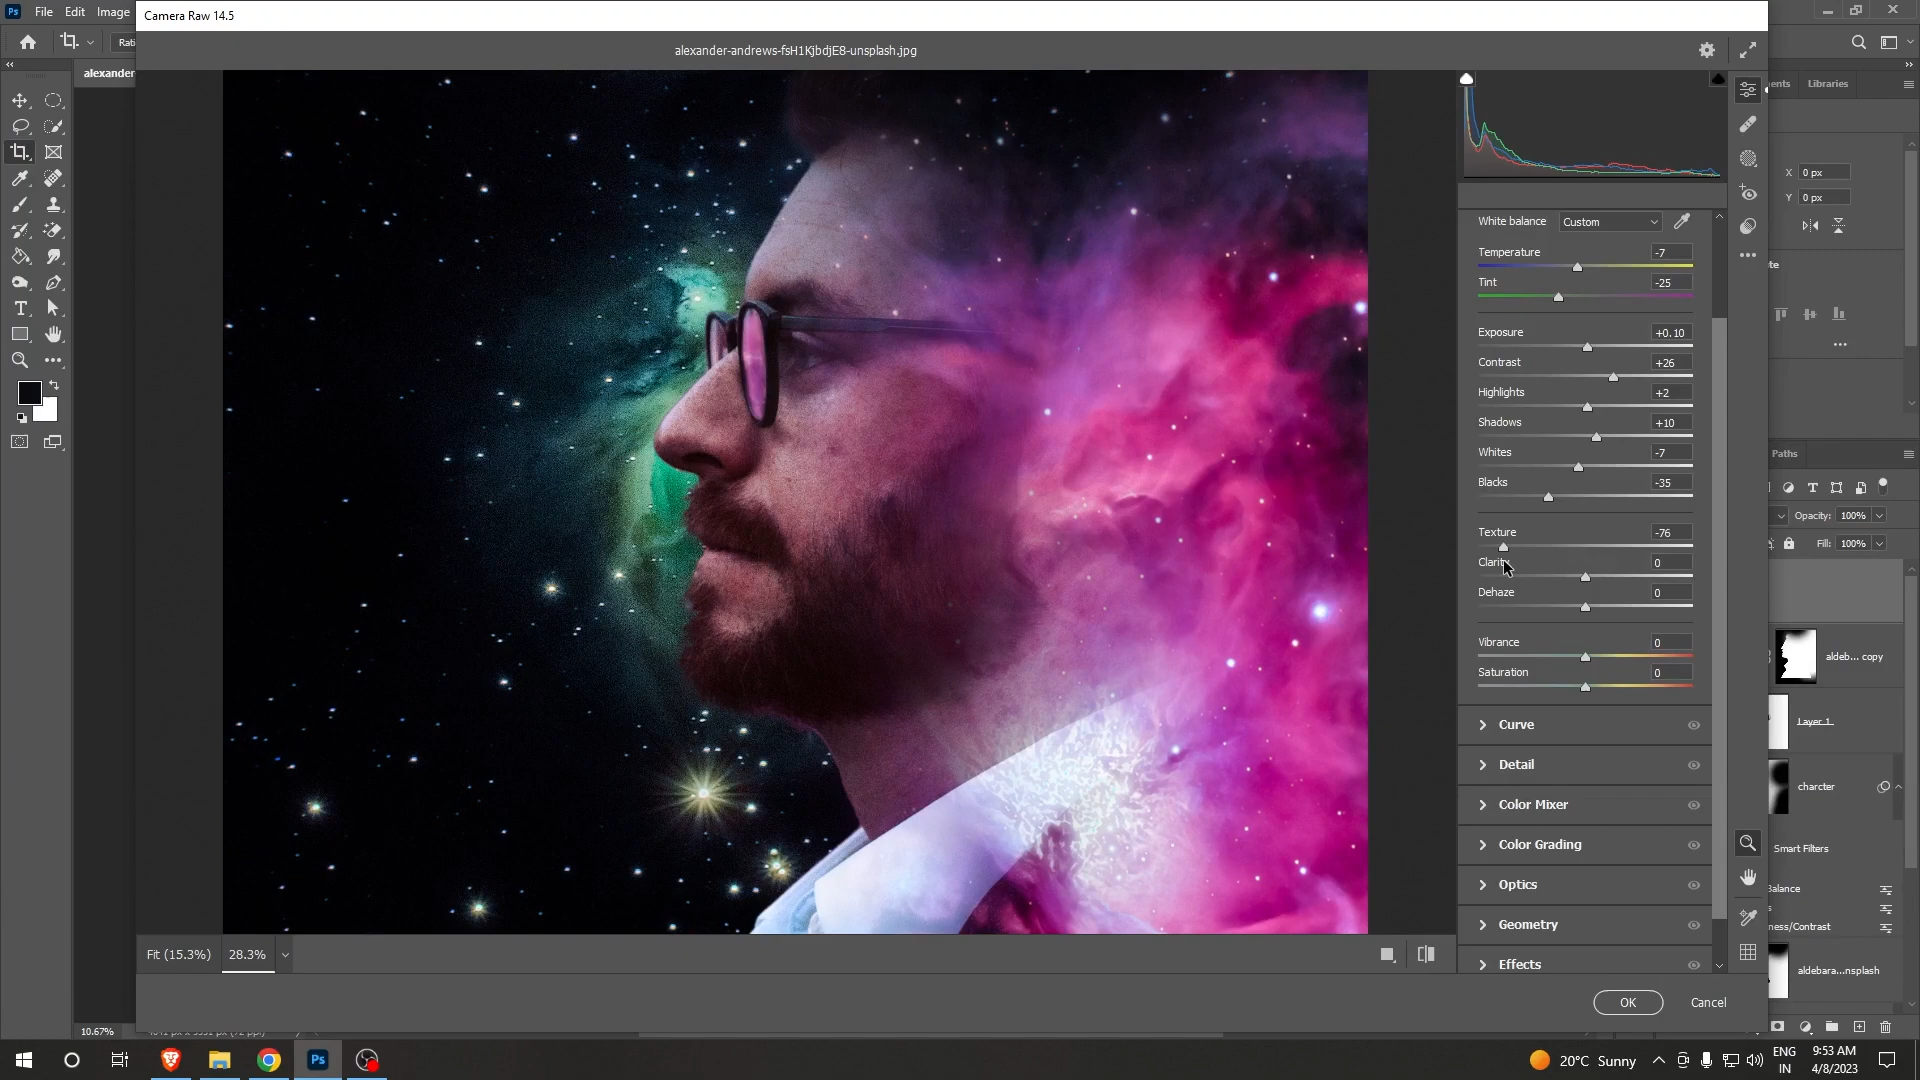 Camera Raw 14.5
Ps File Edit Image
alexander-andrews-fsH1KjbdjE8-unsplash.jpg
Rati
alexander
Libraries
X 0 px
Y 0 px
White balance Custom
Temperature -7
Tint -25
Exposure +0.10
Contrast +26
Highlights +2
Shadows +10
Whites -7
Blacks -35
Texture -76
Clarity 0
Dehaze 0
Vibrance 0
Saturation 0
Curve
Detail
Color Mixer
Color Grading
Optics
Geometry
Effects
Paths
Opacity: 100%
Fill: 100%
aldeb... copy
Layer 1
charcter
Smart Filters
Balance
s
ness/Contrast
aldebara...nsplash
Fit (15.3%) 28.3%
OK Cancel
10.67%
Ps
20°C Sunny
ENG
IN
9:53 AM
4/8/2023